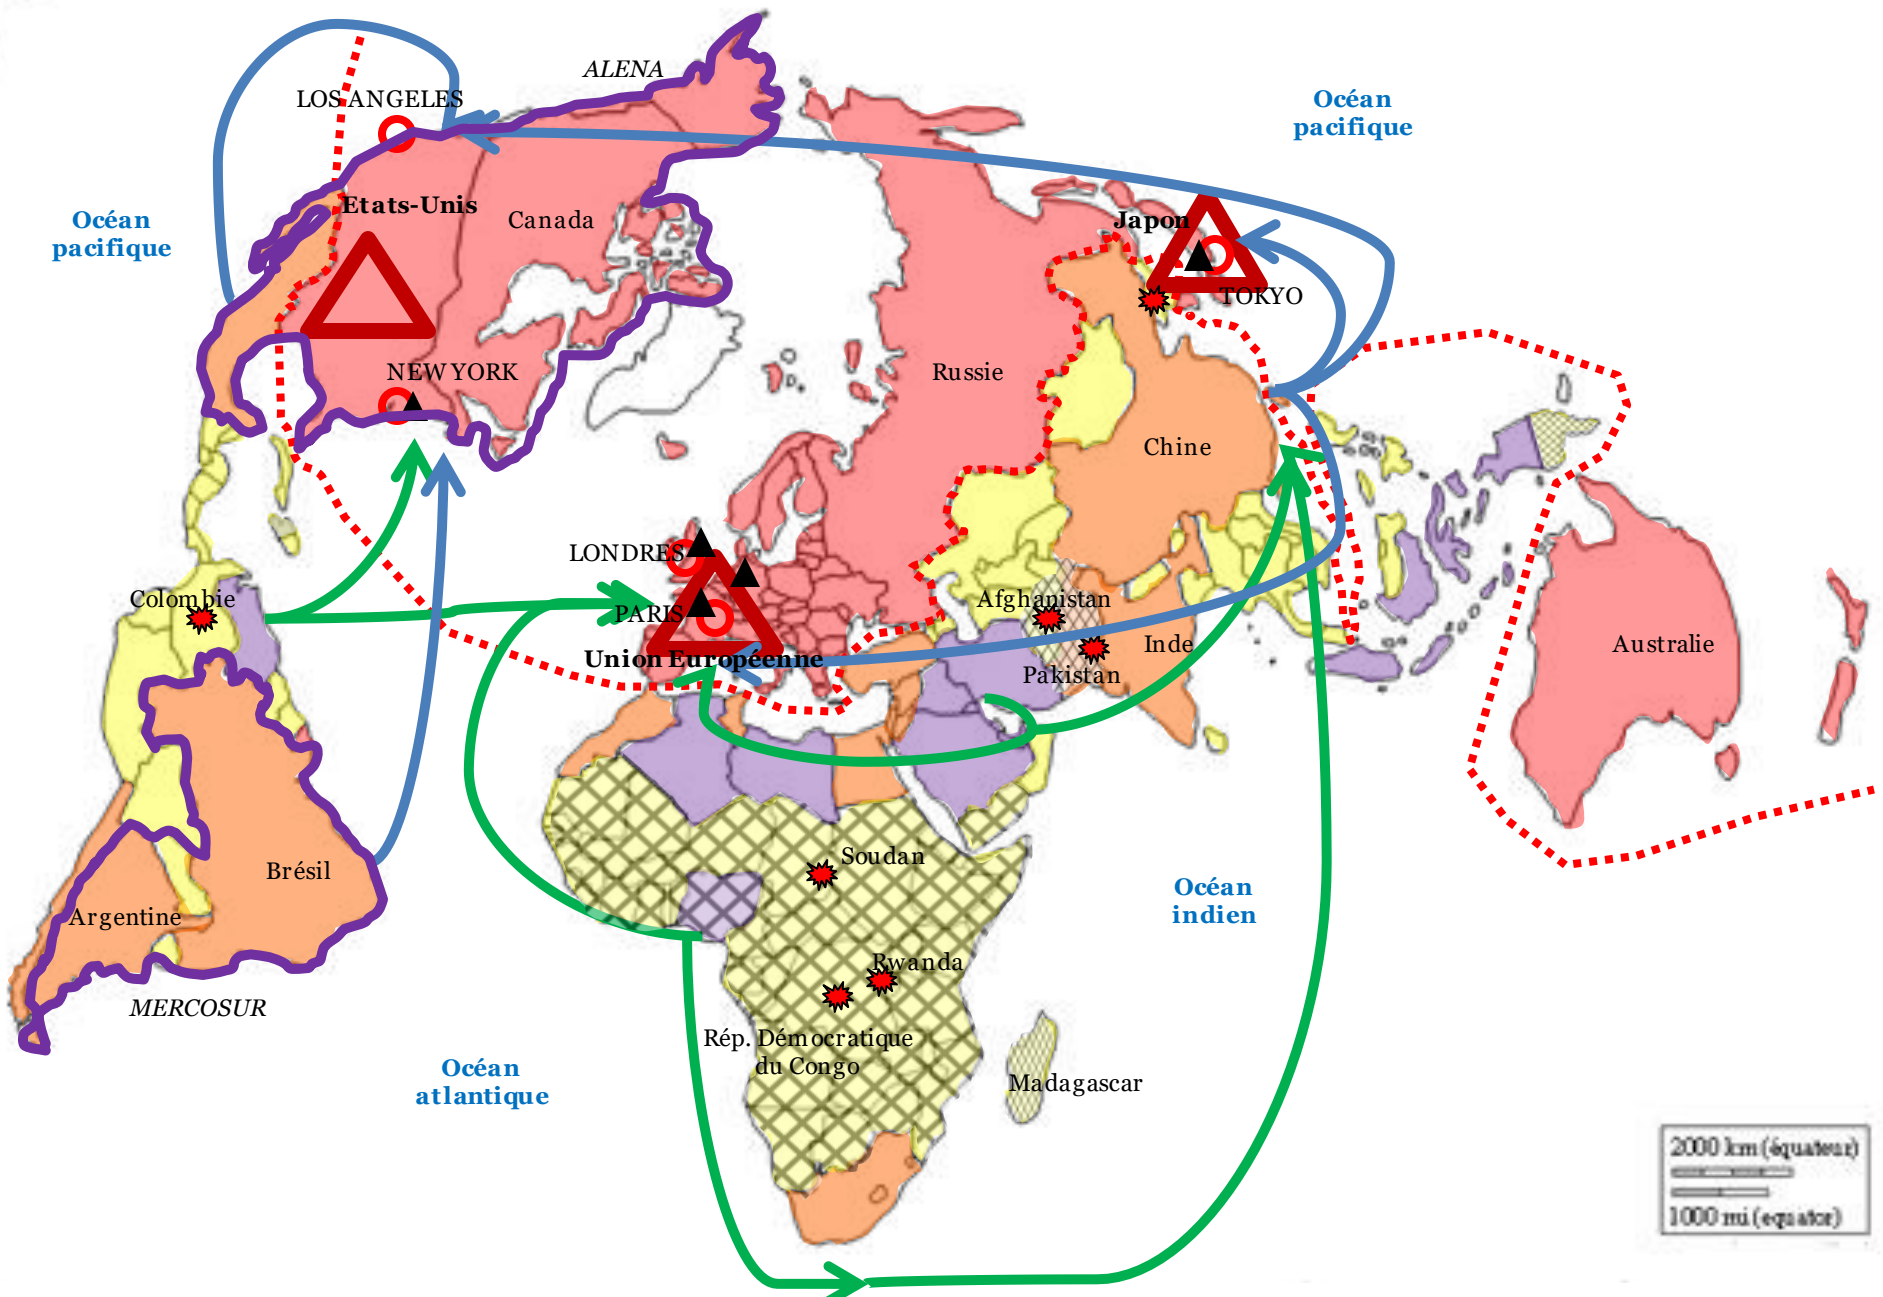 ALENA
LOS ANGELES
Océan
pacifique
Océan
pacifique
Etats-Unis
Canada
Japon
TOKYO
NEW YORK
Russie
Chine
LONDRES
PARIS
Union Européenne
Colombie
Afghanistan
Inde
Pakistan
Australie
Soudan
Brésil
Argentine
Océan
indien
Rwanda
MERCOSUR
Rép. Démocratique
du Congo
Océan
atlantique
Madagascar
2000 km (équateur)
1000 mi (equator)